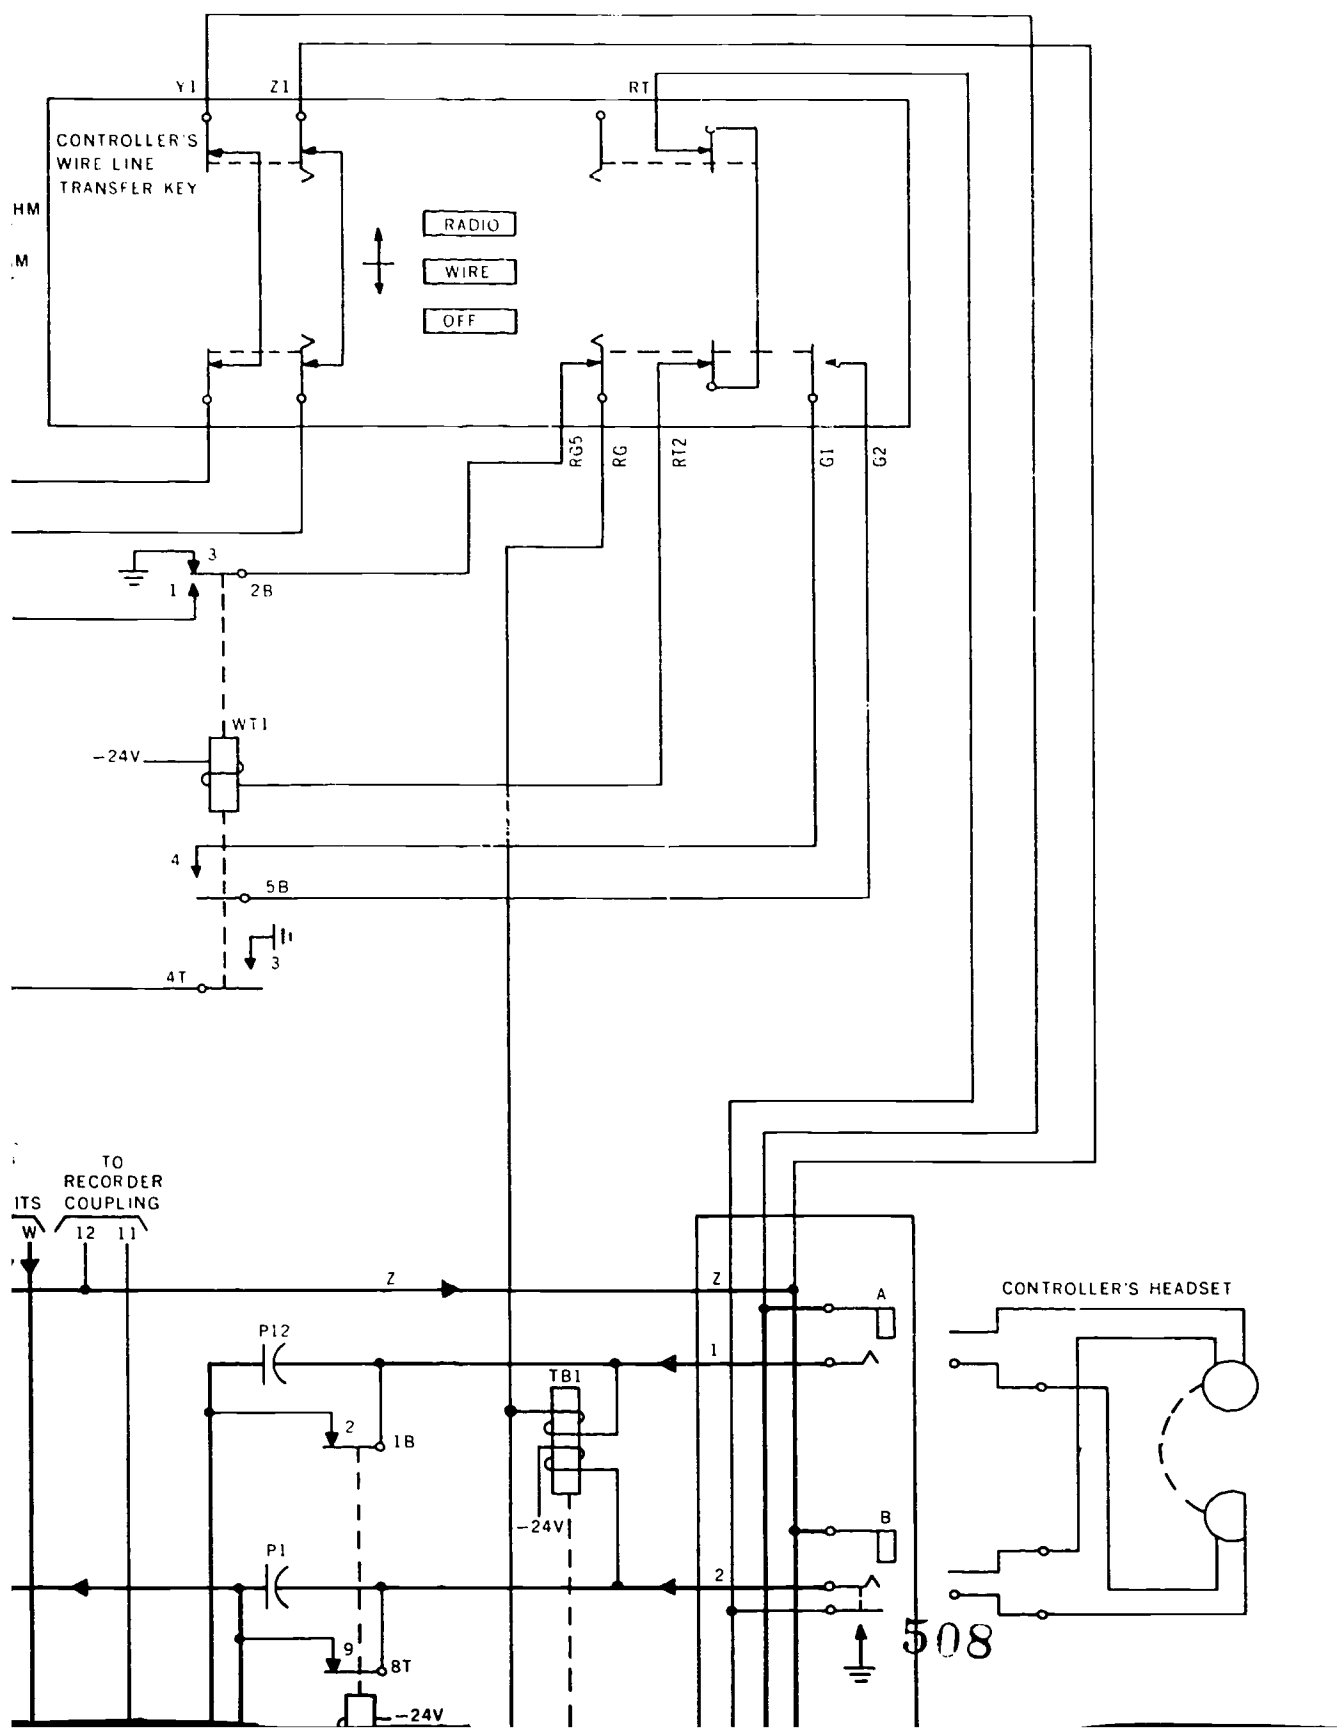 Y1
Z1
RT
CONTROLLER'S
WIRE LINE
TRANSFER KEY
HM
M
RADIO
WIRE
OFF
RG5
RG
RT2
G1
G2
3
1
2B
WT1
-24V
4
5B
3
4T
TO
RECORDER
COUPLING
ITS
W
12
11
Z
Z
CONTROLLER'S HEADSET
A
P12
1
TB1
2
1B
-24V
B
P1
2
9
8T
508
-24V